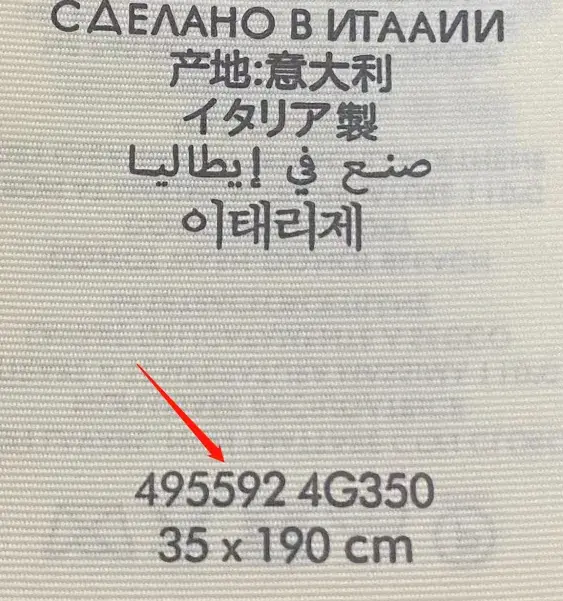 СΔЕΛАНО В ИТААИИ
产地:意大利
イタリア製
صنع في إيطاليا
이태리제
495592 4G350
35 x 190 cm